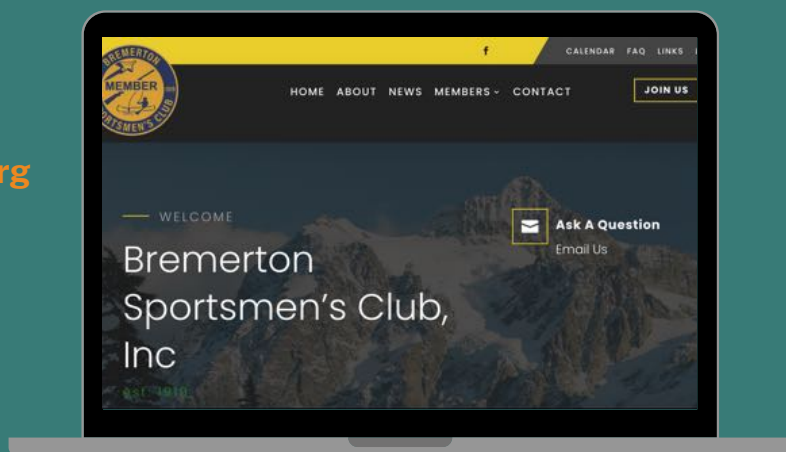 f
CALENDAR FAQ LINKS
BREMERTON
MEMBER
SPORTSMEN'S CLUB
HOME ABOUT NEWS MEMBERS CONTACT
JOIN US
rg
WELCOME
Ask A Question
Email Us
Bremerton
Sportsmen's Club,
Inc
est. 1919